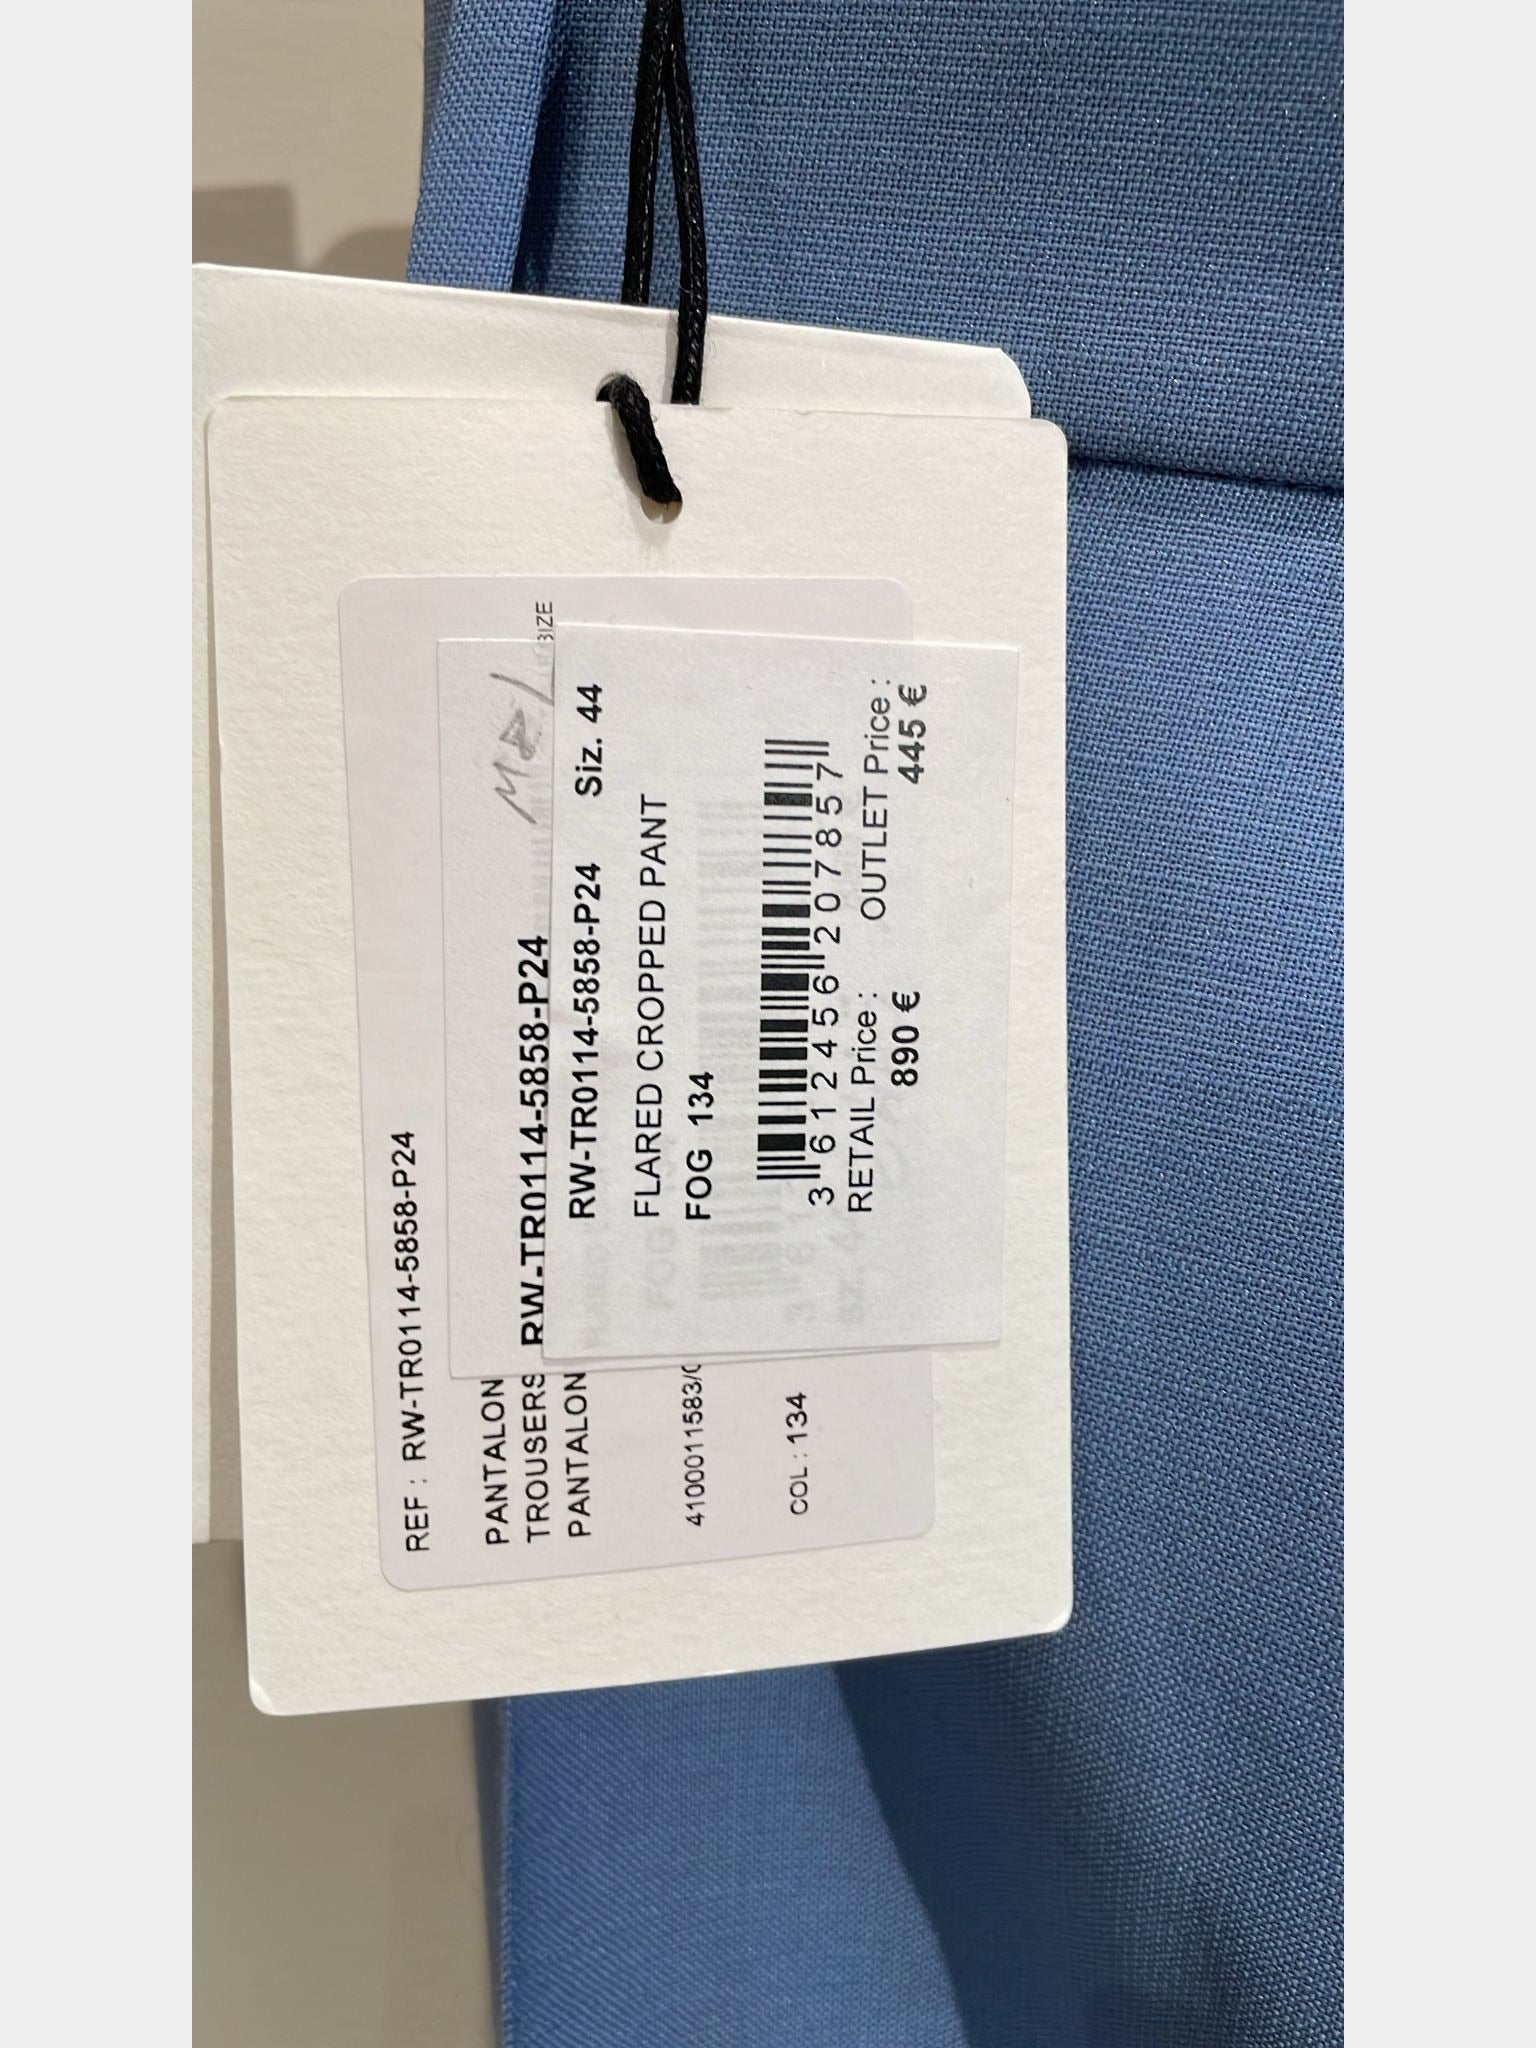 REF : RW-TR0114-5858-P24
SIZE
PANTALON
TROUSERS
PANTALON
4100011583/
COL : 134
RW-TR0114-5858-P24
RW-TR0114-5858-P24 Siz. 44
FLARED CROPPED PANT
FOG 134
3 612456 207857
RETAIL Price : OUTLET Price :
890 € 445 €